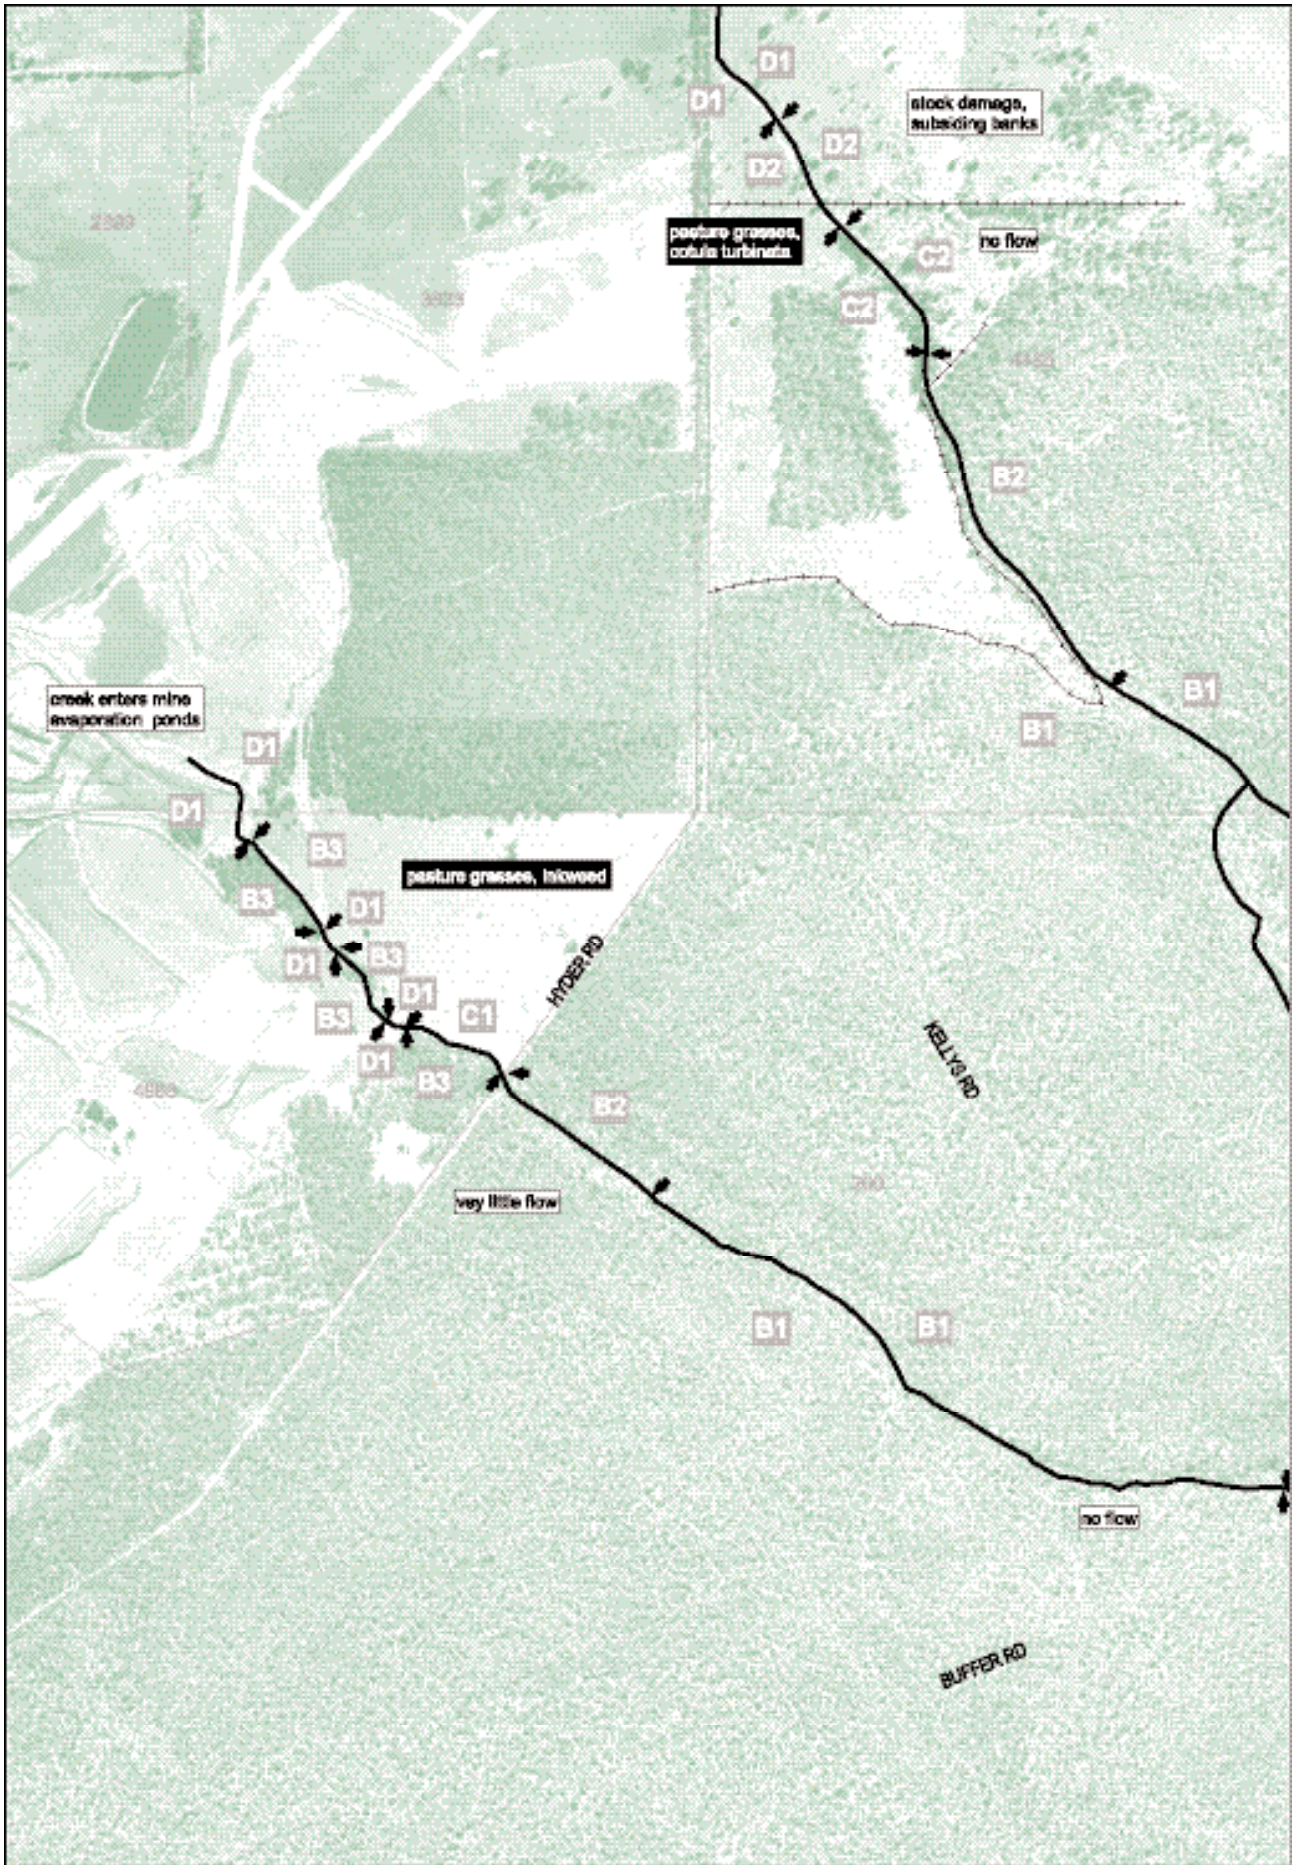 D1
D1
stock damage,
subsiding banks
D2
D2
pasture grasses,
cotula turbinata
no flow
C2
C2
B2
B1
B1
creek enters mine
evaporation ponds
D1
D1
B3
pasture grasses, inkweed
B3
D1
D1
B3
D1
B3
C1
D1
B3
HYDER RD
KELLYS RD
B2
vey little flow
B1
B1
no flow
BUFFER RD